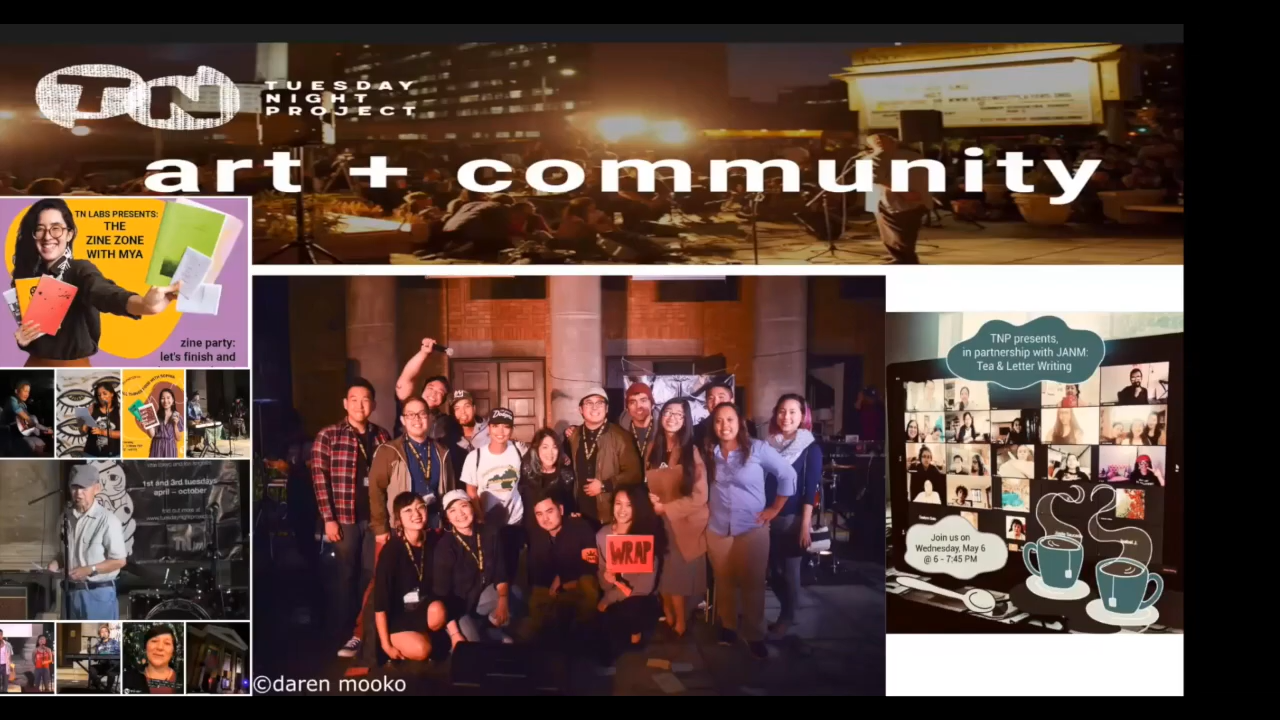 TN
TUESDAY
NIGHT
PROJECT
art + community
TN LABS PRESENTS:
THE
ZINE ZONE
WITH MYA
zine party:
let's finish and
1st and 3rd tuesdays
april – october
WRAP
©daren mooko
TNP presents,
in partnership with JANM:
Tea & Letter Writing
Join us on
Wednesday, May 6
@ 6 - 7:45 PM